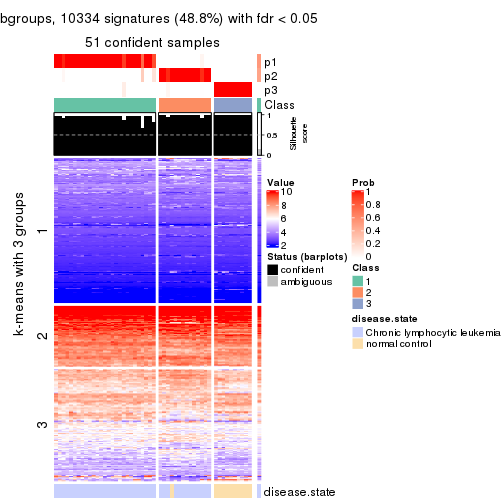 bgroups, 10334 signatures (48.8%) with fdr < 0.05
51 confident samples
p1
p2
p3
Class
1
0.5
0
Silhouette
score
k-means with 3 groups
1
2
3
Value
10
8
6
4
2
Prob
1
0.8
0.6
0.4
0.2
0
Status (barplots)
confident
ambiguous
Class
1
2
3
disease.state
Chronic lymphocytic leukemia
normal control
disease.state